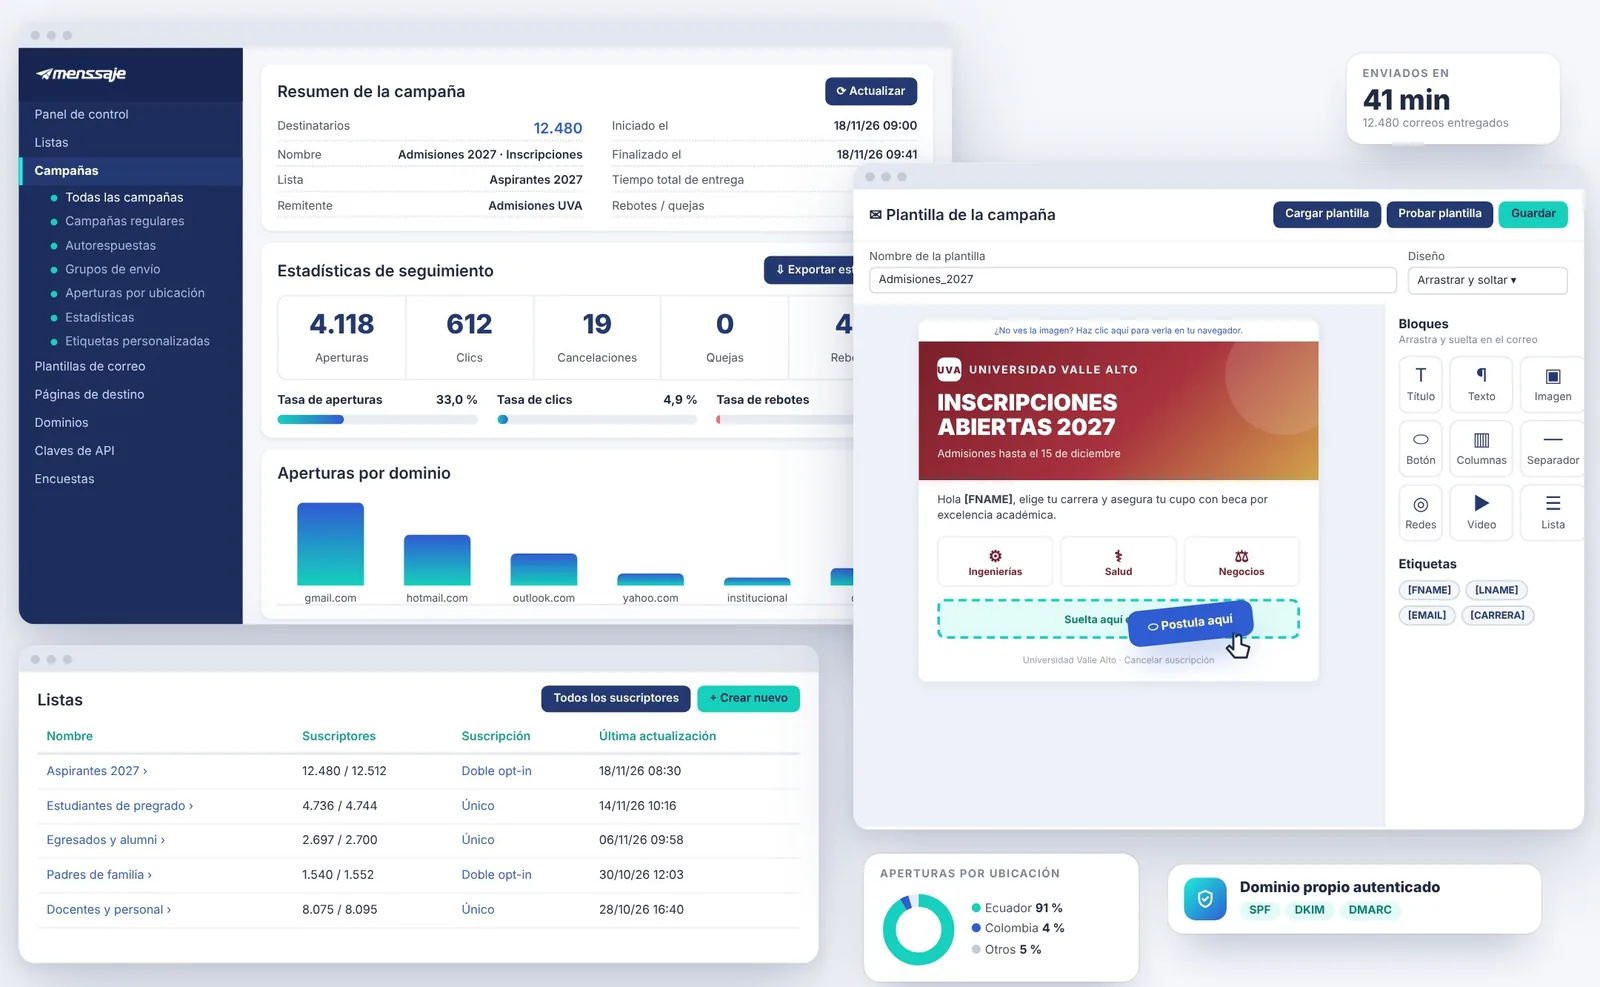 menssaje
Panel de control
Listas
Campañas
Todas las campañas
Campañas regulares
Autorespuestas
Grupos de envío
Aperturas por ubicación
Estadísticas
Etiquetas personalizadas
Plantillas de correo
Páginas de destino
Dominios
Claves de API
Encuestas
Resumen de la campaña
⟳ Actualizar
Destinatarios 12.480
Nombre Admisiones 2027 · Inscripciones
Lista Aspirantes 2027
Remitente Admisiones UVA
Iniciado el 18/11/26 09:00
Finalizado el 18/11/26 09:41
Tiempo total de entrega
Rebotes / quejas
Estadísticas de seguimiento
⇩ Exportar
4.118 612 19 0
Aperturas Clics Cancelaciones Quejas
Tasa de aperturas 33,0 % Tasa de clics 4,9 % Tasa de rebotes
Aperturas por dominio
gmail.com hotmail.com outlook.com yahoo.com institucional
ENVIADOS EN
41 min
12.480 correos entregados
✉ Plantilla de la campaña
Cargar plantilla Probar plantilla Guardar
Nombre de la plantilla Diseño
Admisiones_2027 Arrastrar y soltar ▾
¿No ves la imagen? Haz clic aquí para verla en tu navegador.
UVA UNIVERSIDAD VALLE ALTO
INSCRIPCIONES
ABIERTAS 2027
Admisiones hasta el 15 de diciembre
Hola [FNAME], elige tu carrera y asegura tu cupo con beca por
excelencia académica.
Ingenierías Salud Negocios
Suelta aquí
Postula aquí
Universidad Valle Alto · Cancelar suscripción
Bloques
Arrastra y suelta en el correo
Título Texto Imagen
Botón Columnas Separador
Redes Video Lista
Etiquetas
[FNAME] [LNAME]
[EMAIL] [CARRERA]
Listas
Todos los suscriptores + Crear nuevo
Nombre Suscriptores Suscripción Última actualización
Aspirantes 2027 › 12.480 / 12.512 Doble opt-in 18/11/26 08:30
Estudiantes de pregrado › 4.736 / 4.744 Único 14/11/26 10:16
Egresados y alumni › 2.697 / 2.700 Único 06/11/26 09:58
Padres de familia › 1.540 / 1.552 Doble opt-in 30/10/26 12:03
Docentes y personal › 8.075 / 8.095 Único 28/10/26 16:40
APERTURAS POR UBICACIÓN
Ecuador 91 %
Colombia 4 %
Otros 5 %
Dominio propio autenticado
SPF DKIM DMARC